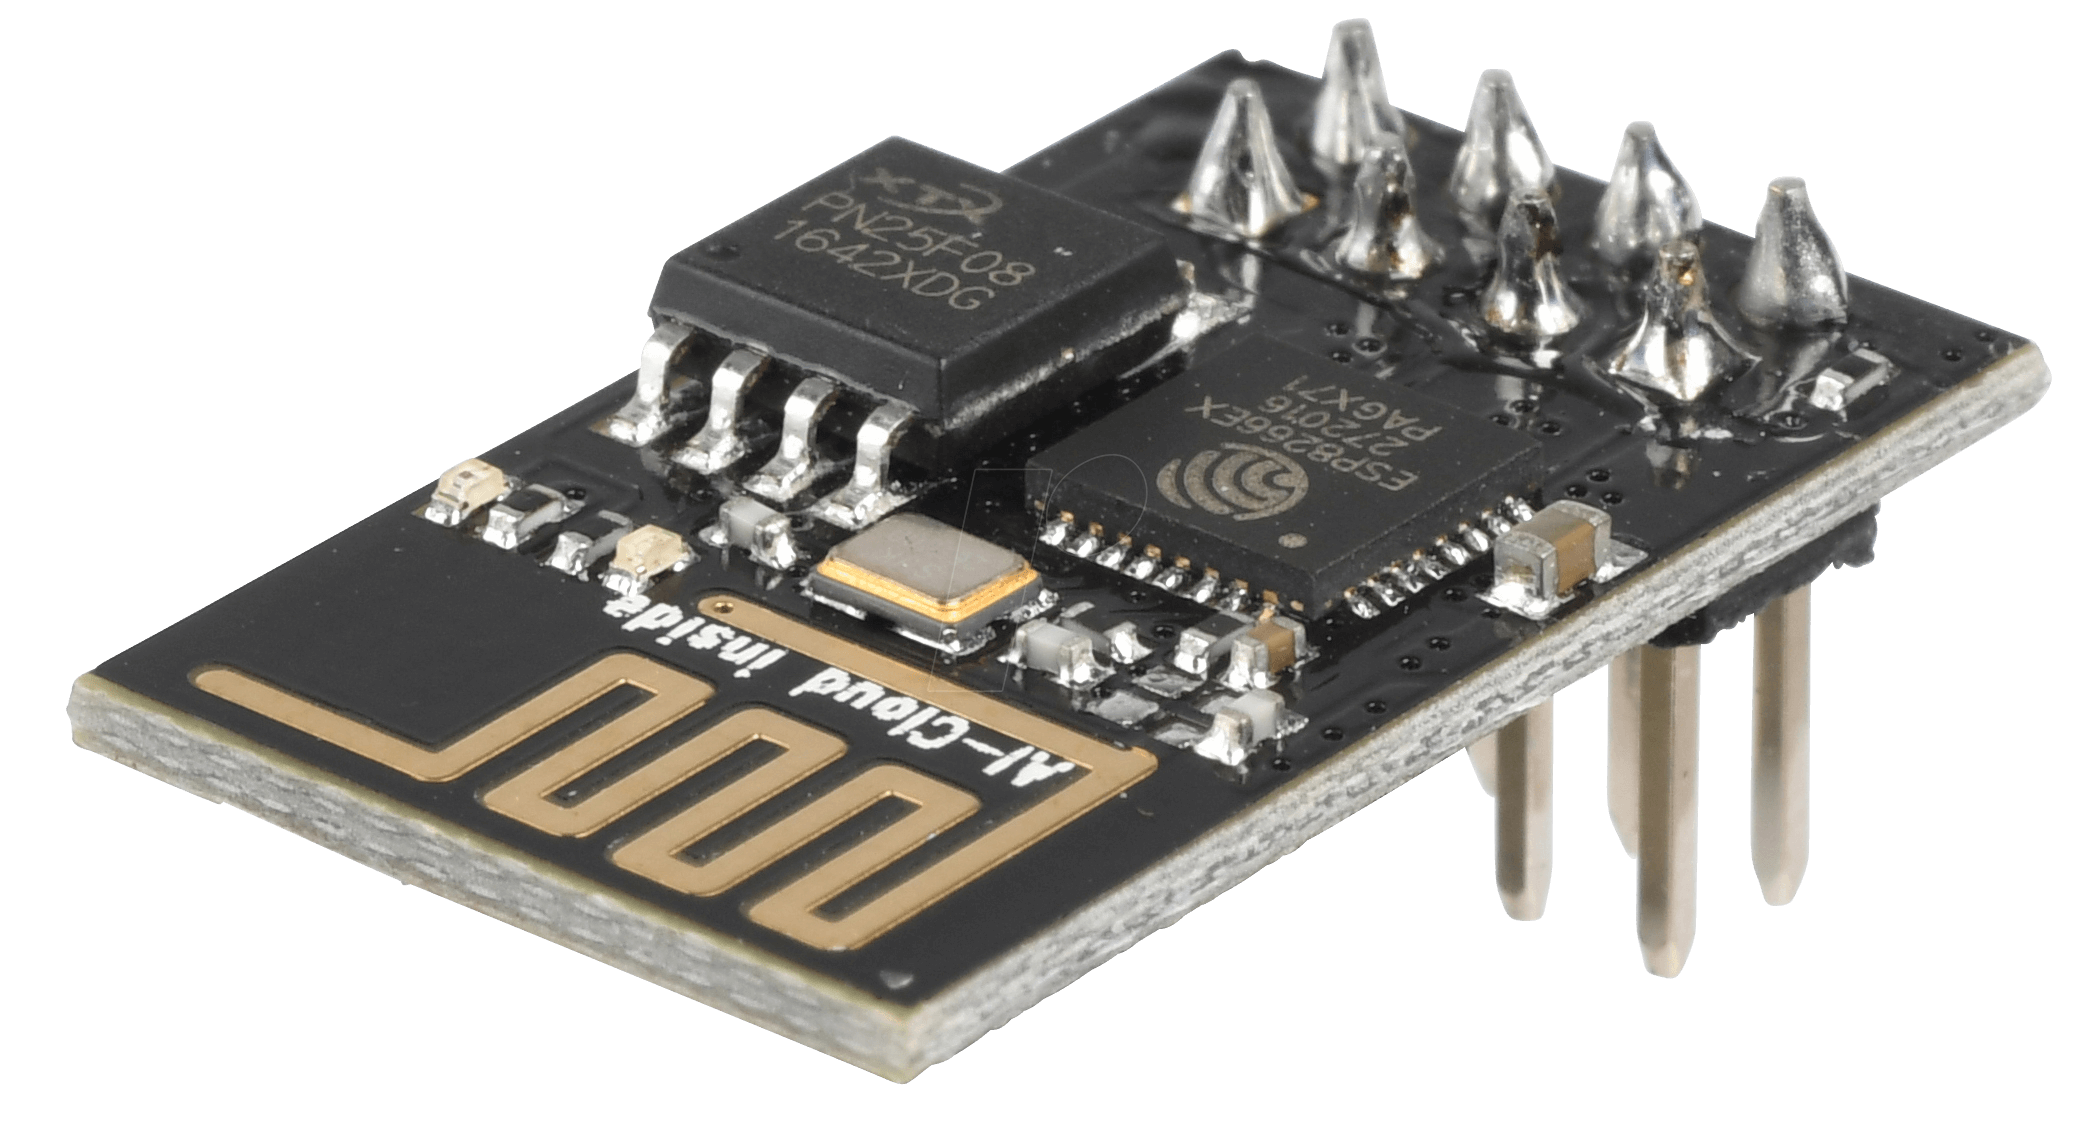 XTX
PN25F08
1642XDG
ESP8266EX
272016
PAGX71
AI-Cloud inside